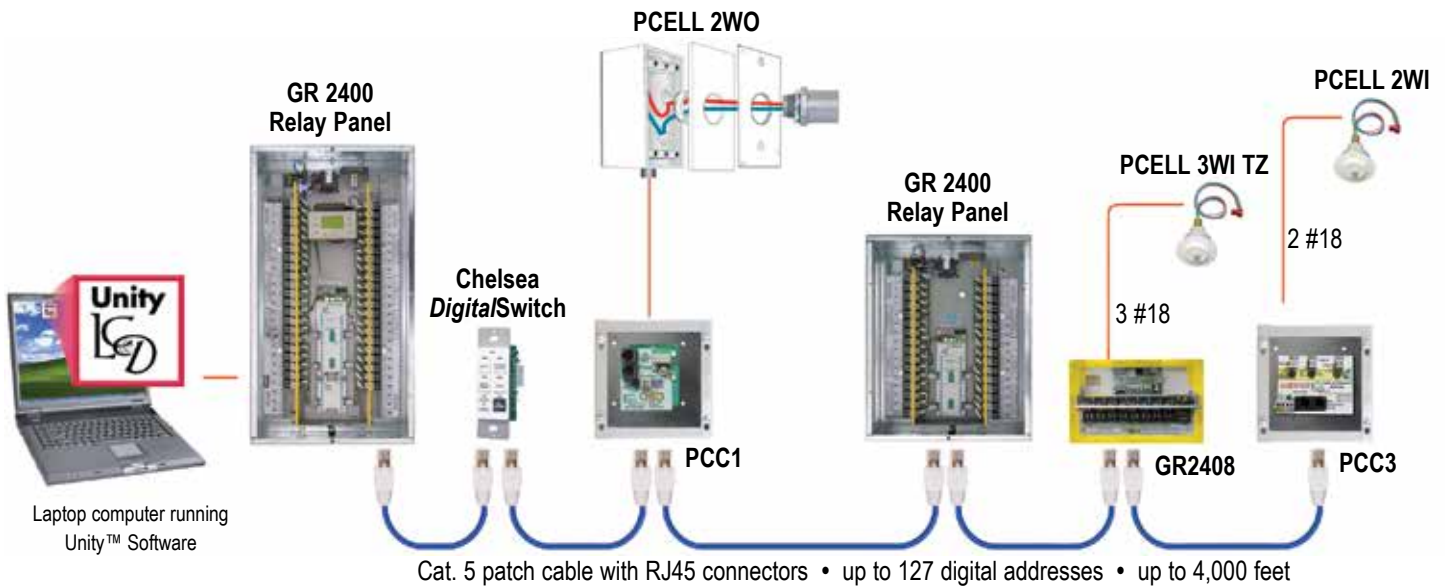 PCELL 2WO
GR 2400
Relay Panel
PCELL 2WI
PCELL 3WI TZ
GR 2400
Relay Panel
Chelsea
DigitalSwitch
2 #18
3 #18
Unity
LC&D
PCC1
GR2408
PCC3
Laptop computer running
Unity™ Software
Cat. 5 patch cable with RJ45 connectors • up to 127 digital addresses • up to 4,000 feet